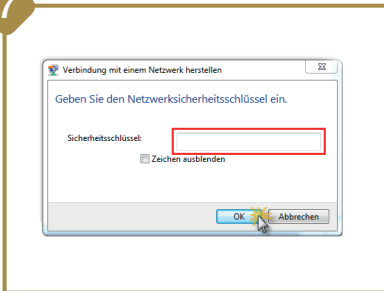 Verbindung mit einem Netzwerk herstellen
Geben Sie den Netzwerksicherheitsschlüssel ein.
Sicherheitsschlüssel:
Zeichen ausblenden
OK
Abbrechen